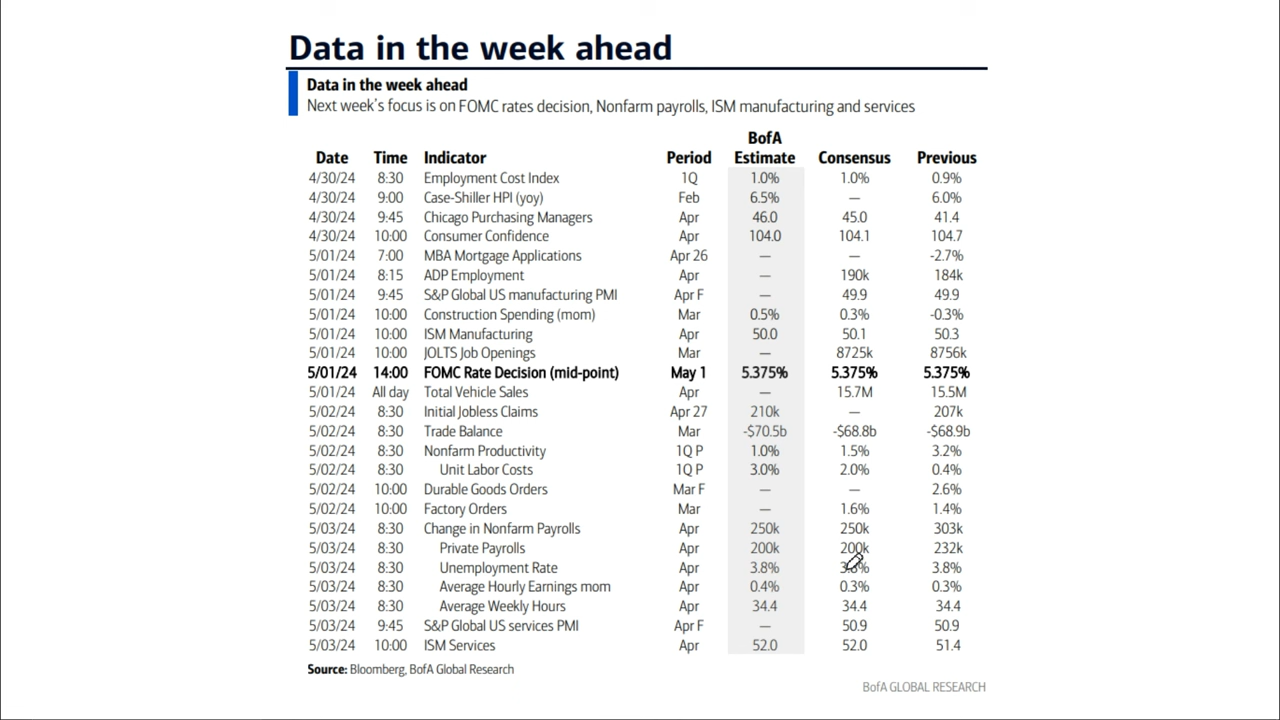 Data in the week ahead
Data in the week ahead
Next week's focus is on FOMC rates decision, Nonfarm payrolls, ISM manufacturing and services
BofA
Date Time Indicator Period Estimate Consensus Previous
4/30/24 8:30 Employment Cost Index 1Q 1.0% 1.0% 0.9%
4/30/24 9:00 Case-Shiller HPI (yoy) Feb 6.5% — 6.0%
4/30/24 9:45 Chicago Purchasing Managers Apr 46.0 45.0 41.4
4/30/24 10:00 Consumer Confidence Apr 104.0 104.1 104.7
5/01/24 7:00 MBA Mortgage Applications Apr 26 — — -2.7%
5/01/24 8:15 ADP Employment Apr — 190k 184k
5/01/24 9:45 S&P Global US manufacturing PMI Apr F — 49.9 49.9
5/01/24 10:00 Construction Spending (mom) Mar 0.5% 0.3% -0.3%
5/01/24 10:00 ISM Manufacturing Apr 50.0 50.1 50.3
5/01/24 10:00 JOLTS Job Openings Mar — 8725k 8756k
5/01/24 14:00 FOMC Rate Decision (mid-point) May 1 5.375% 5.375% 5.375%
5/01/24 All day Total Vehicle Sales Apr — 15.7M 15.5M
5/02/24 8:30 Initial Jobless Claims Apr 27 210k — 207k
5/02/24 8:30 Trade Balance Mar -$70.5b -$68.8b -$68.9b
5/02/24 8:30 Nonfarm Productivity 1Q P 1.0% 1.5% 3.2%
5/02/24 8:30 Unit Labor Costs 1Q P 3.0% 2.0% 0.4%
5/02/24 10:00 Durable Goods Orders Mar F — — 2.6%
5/02/24 10:00 Factory Orders Mar — 1.6% 1.4%
5/03/24 8:30 Change in Nonfarm Payrolls Apr 250k 250k 303k
5/03/24 8:30 Private Payrolls Apr 200k 200k 232k
5/03/24 8:30 Unemployment Rate Apr 3.8% 3.8%
5/03/24 8:30 Average Hourly Earnings mom Apr 0.4% 0.3% 0.3%
5/03/24 8:30 Average Weekly Hours Apr 34.4 34.4 34.4
5/03/24 9:45 S&P Global US services PMI Apr F — 50.9 50.9
5/03/24 10:00 ISM Services Apr 52.0 52.0 51.4
Source: Bloomberg, BofA Global Research
BofA GLOBAL RESEARCH